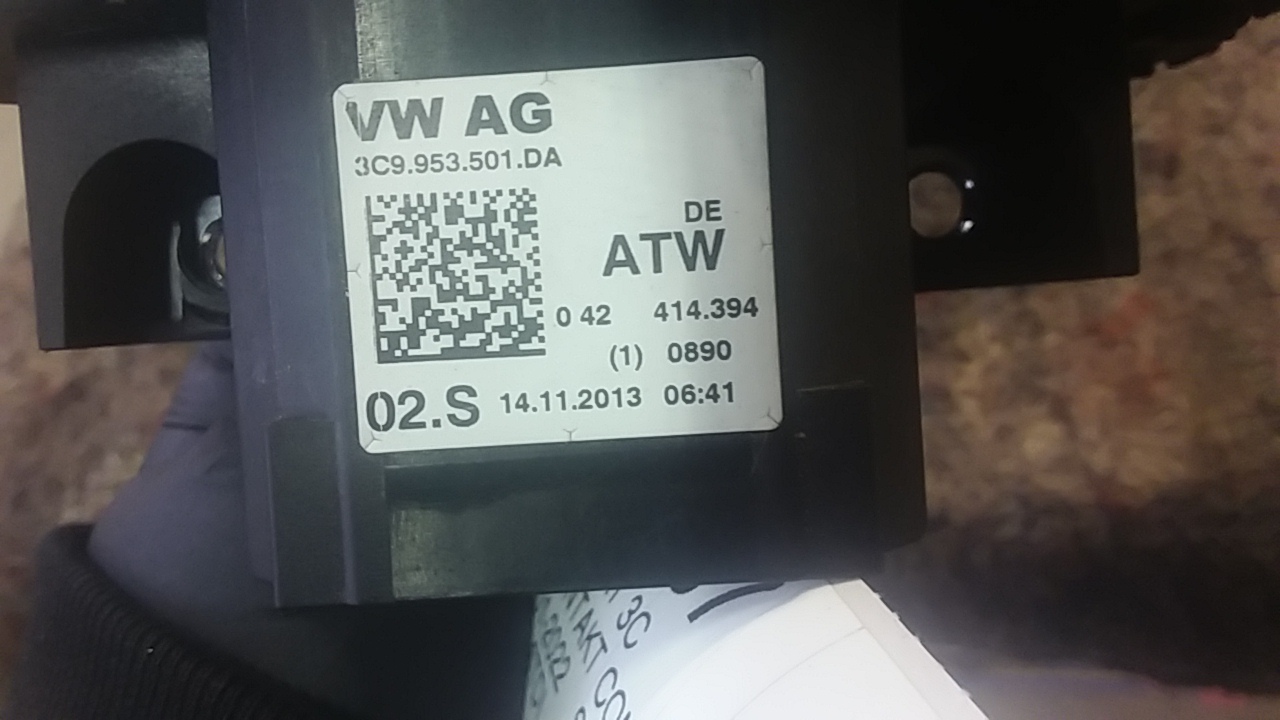 VW AG
3C9.953.501.DA
DE
ATW
0 42 414.394
(1) 0890
02.S 14.11.2013 06:41
3C